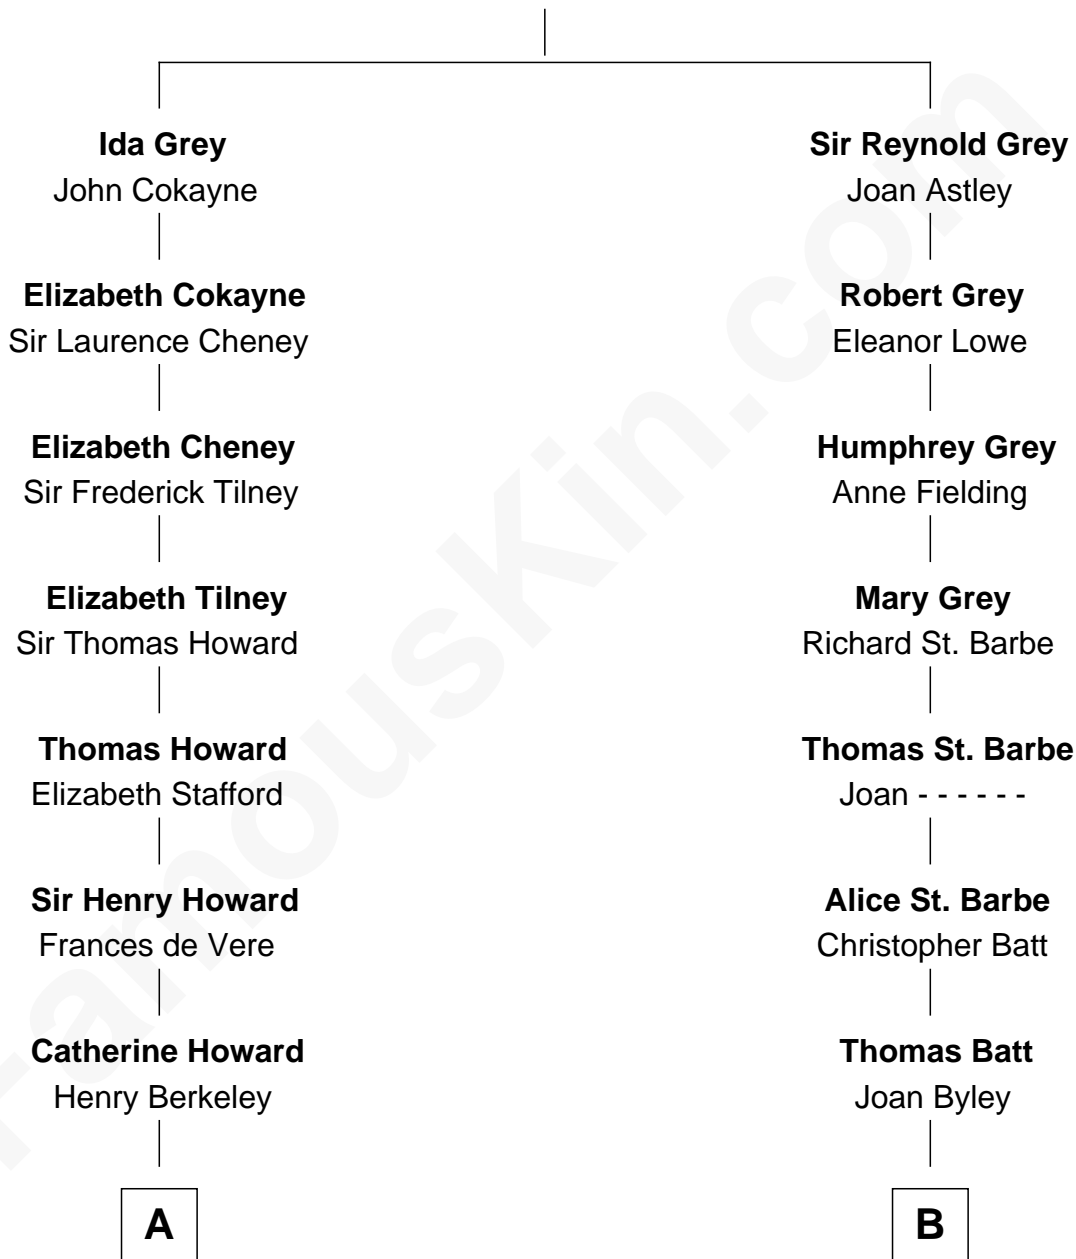 Ida Grey
John Cokayne
Sir Reynold Grey
Joan Astley
Elizabeth Cokayne
Sir Laurence Cheney
Robert Grey
Eleanor Lowe
Elizabeth Cheney
Sir Frederick Tilney
Humphrey Grey
Anne Fielding
Elizabeth Tilney
Sir Thomas Howard
Mary Grey
Richard St. Barbe
Thomas Howard
Elizabeth Stafford
Thomas St. Barbe
Joan - - - - - -
Sir Henry Howard
Frances de Vere
Alice St. Barbe
Christopher Batt
Catherine Howard
Henry Berkeley
Thomas Batt
Joan Byley
A
B
FamousKin.com